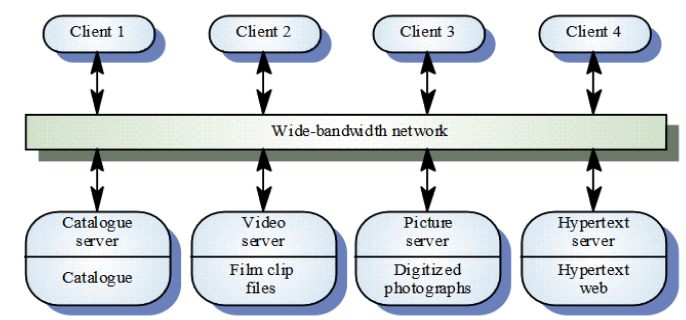 Client 1
Client 2
Client 3
Client 4
Wide-bandwidth network
Catalogue
server
Catalogue
Video
server
Film clip
files
Picture
server
Digitized
photographs
Hypertext
server
Hypertext
web